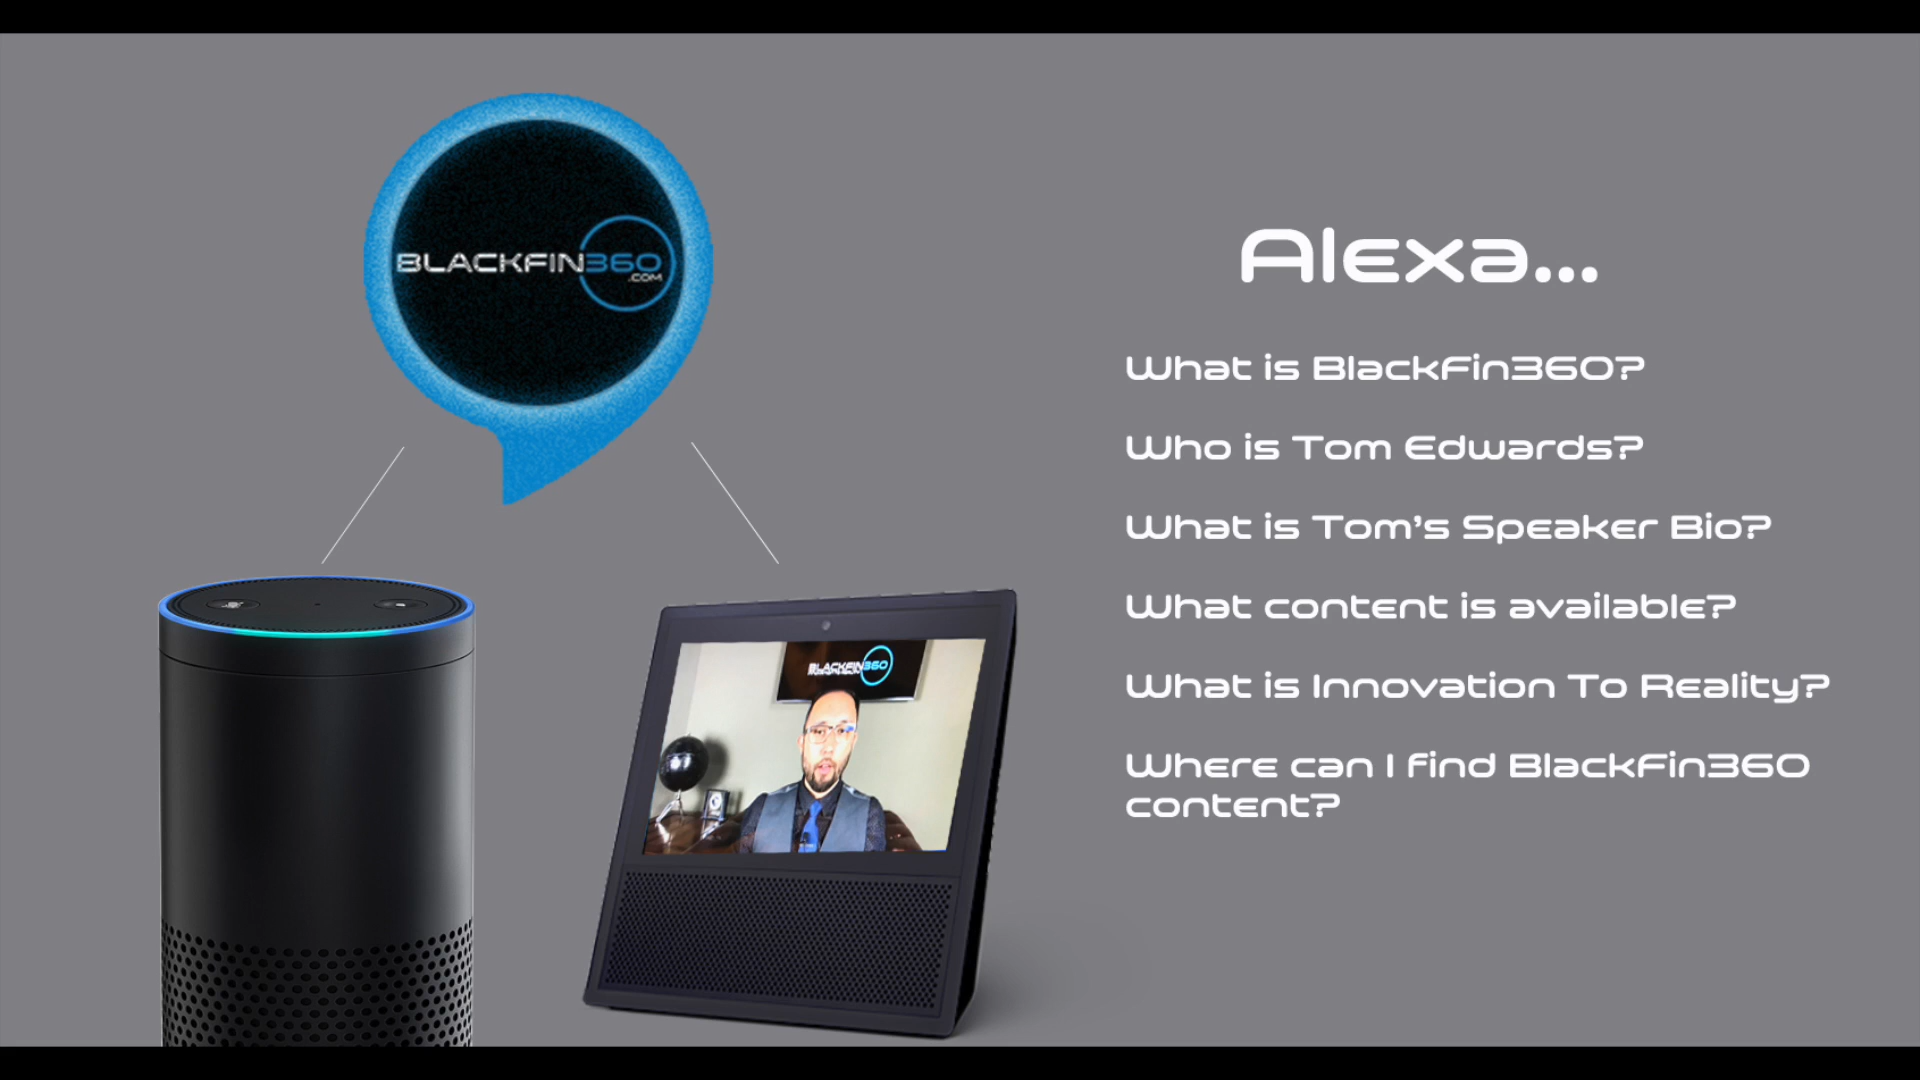 BLACKFIN360
.COM
Alexa...
What is BlackFin360?
Who is Tom Edwards?
What is Tom's Speaker Bio?
What content is available?
What is Innovation To Reality?
Where can I find BlackFin360
content?
BLACKFIN360